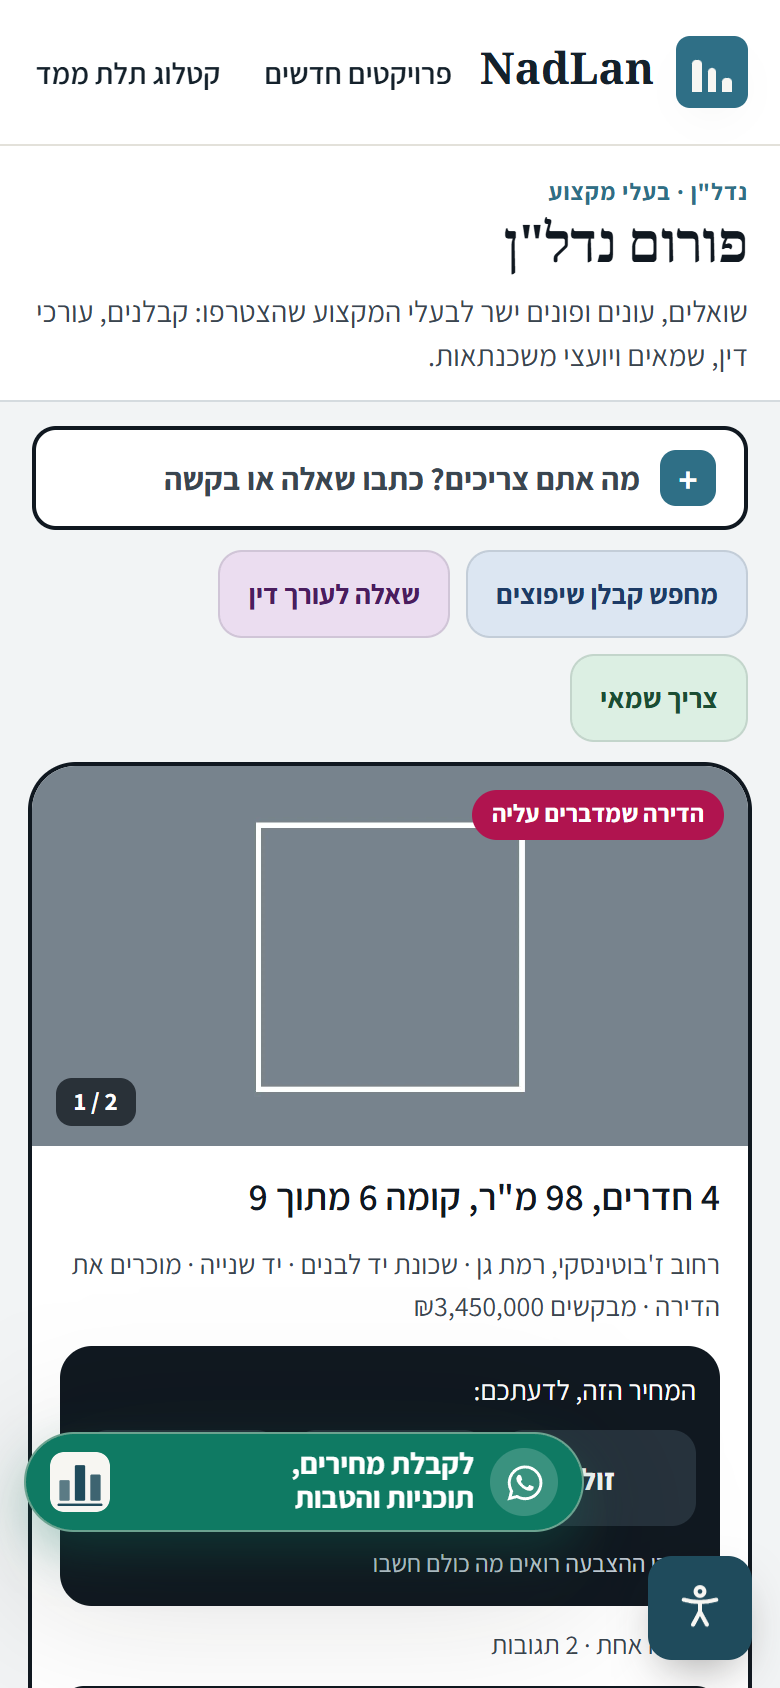 NadLan
פרויקטים חדשים
קטלוג תלת ממד
נדל"ן · בעלי מקצוע
פורום נדל"ן
שואלים, עונים ופונים ישר לבעלי המקצוע שהצטרפו: קבלנים, עורכי
דין, שמאים ויועצי משכנתאות.
+
מה אתם צריכים? כתבו שאלה או בקשה
מחפש קבלן שיפוצים
שאלה לעורך דין
צריך שמאי
הדירה שמדברים עליה
1 / 2
4 חדרים, 98 מ"ר, קומה 6 מתוך 9
רחוב ז'בוטינסקי, רמת גן · שכונת יד לבנים · יד שנייה · מוכרים את
הדירה · מבקשים 3,450,000₪
המחיר הזה, לדעתכם:
זול
לקבלת מחירים,
תוכניות והטבות
ההצבעה רואים מה כולם חשבו
אחת · 2 תגובות